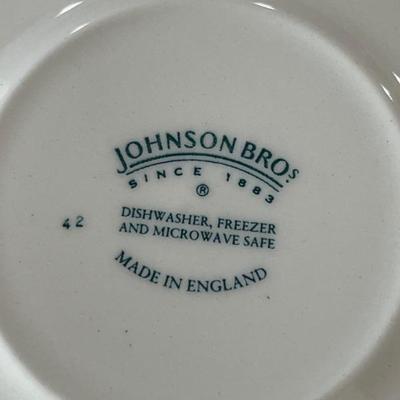 JOHNSON BROS
SINCE 1883
®
42
DISHWASHER, FREEZER
AND MICROWAVE SAFE
MADE IN ENGLAND